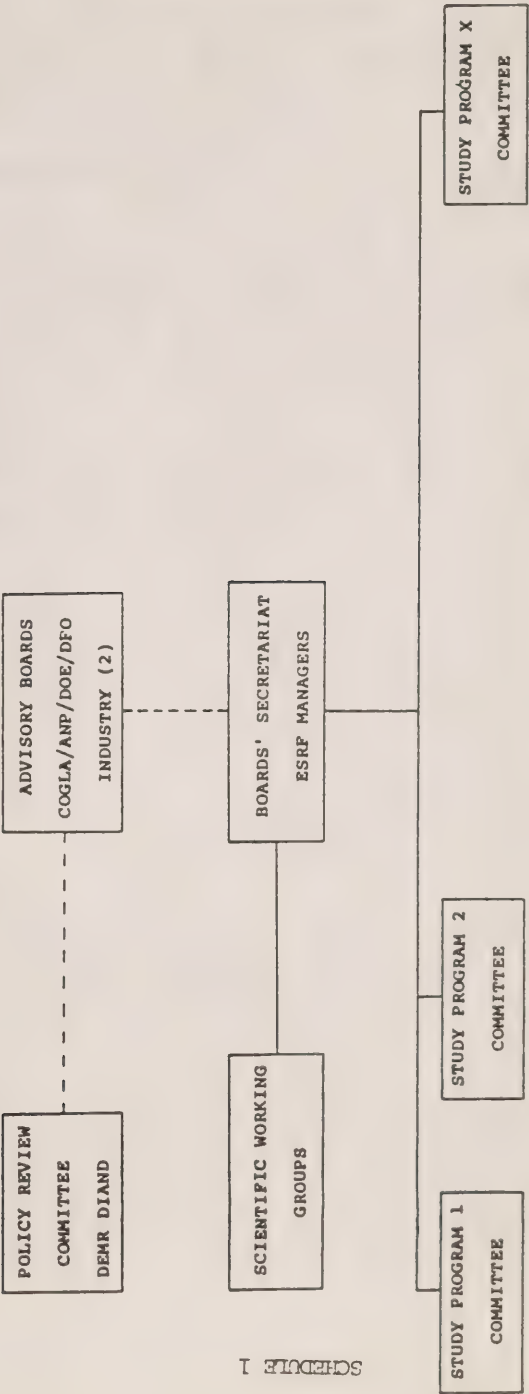 SCHEDULE 1
POLICY REVIEW
COMMITTEE
DEMR DIAND
ADVISORY BOARDS
COGLA/ANP/DOE/DFO
INDUSTRY (2)
SCIENTIFIC WORKING
GROUPS
BOARDS' SECRETARIAT
ESRF MANAGERS
STUDY PROGRAM 1
COMMITTEE
STUDY PROGRAM 2
COMMITTEE
STUDY PROGRAM X
COMMITTEE